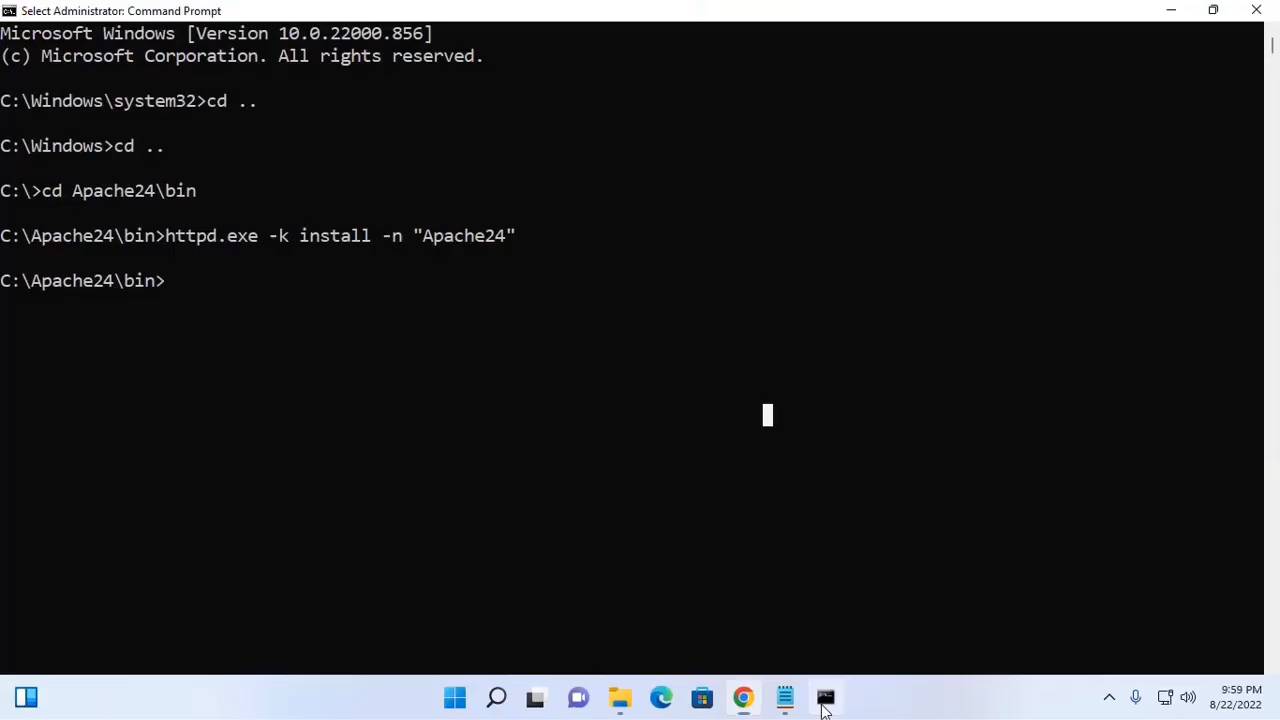 Select Administrator: Command Prompt
Microsoft Windows [Version 10.0.22000.856]
(c) Microsoft Corporation. All rights reserved.
C:\Windows\system32>cd ..
C:\Windows>cd ..
C:\>cd Apache24\bin
C:\Apache24\bin>httpd.exe -k install -n "Apache24"
C:\Apache24\bin>
9:59 PM
8/22/2022